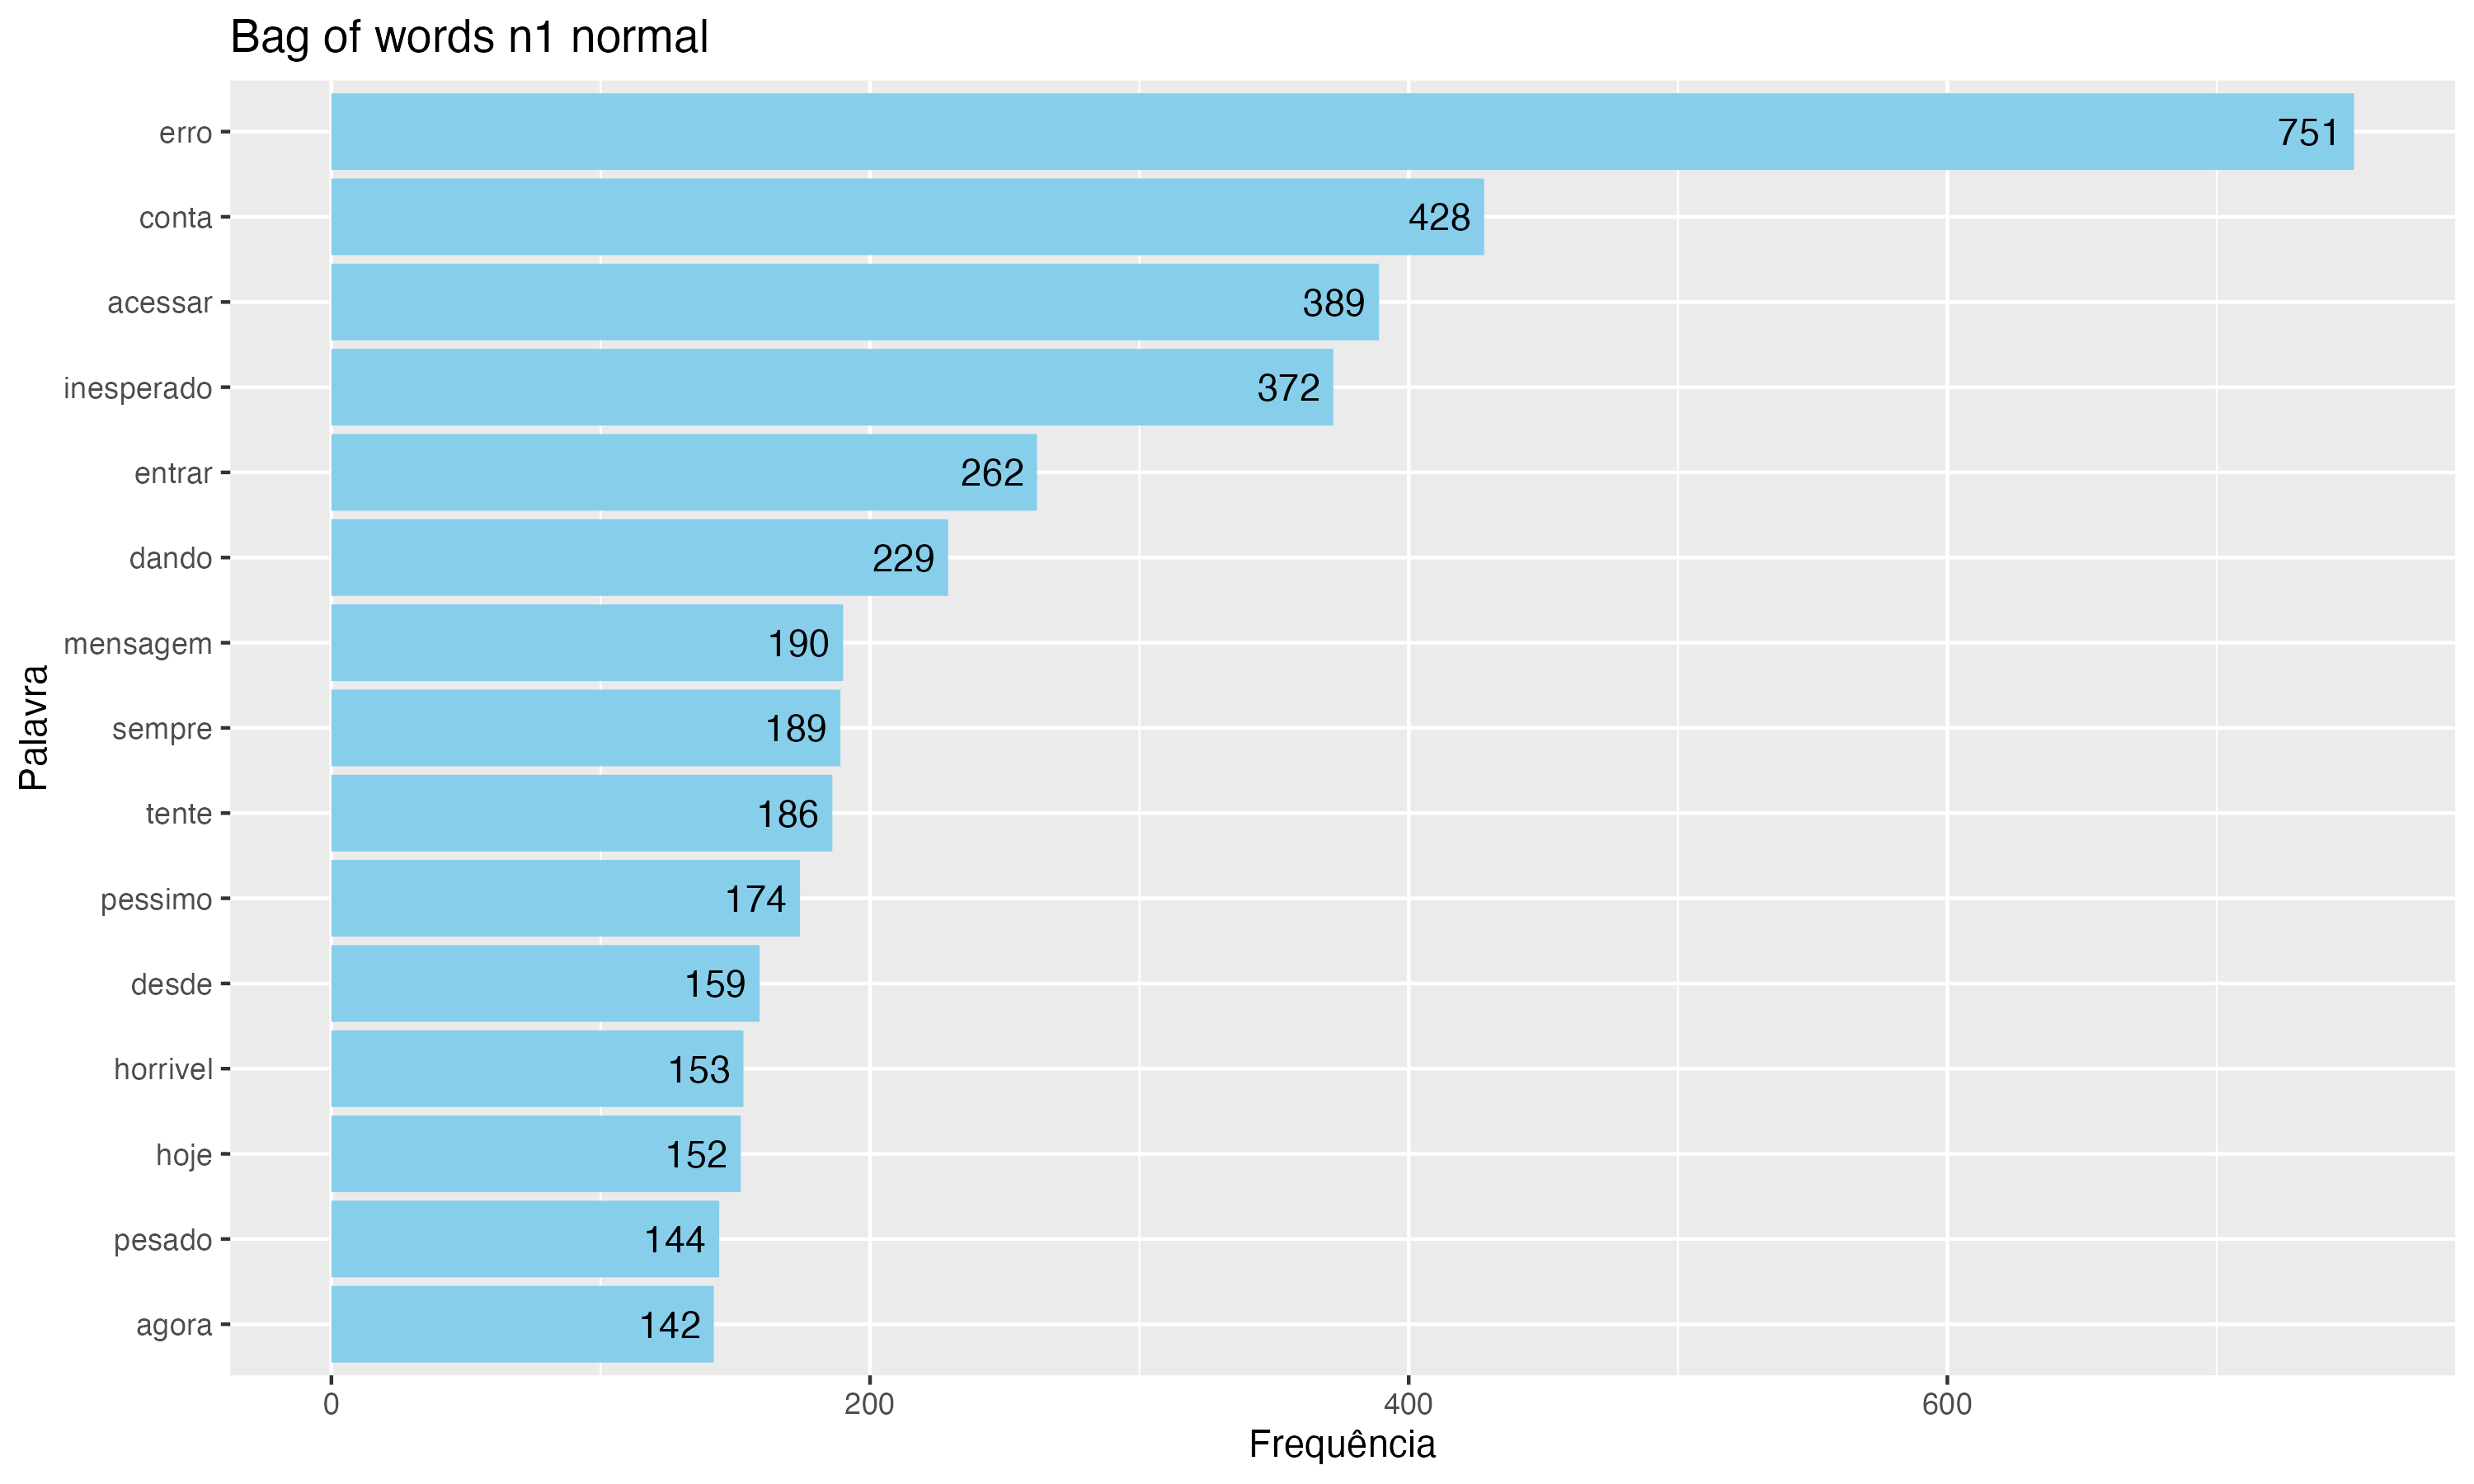 Bag of words n1 normal
erro 751
conta 428
acessar 389
inesperado 372
entrar 262
dando 229
mensagem 190
sempre 189
tente 186
pessimo 174
desde 159
horrivel 153
hoje 152
pesado 144
agora 142
Palavra
0 200 400 600
Frequência